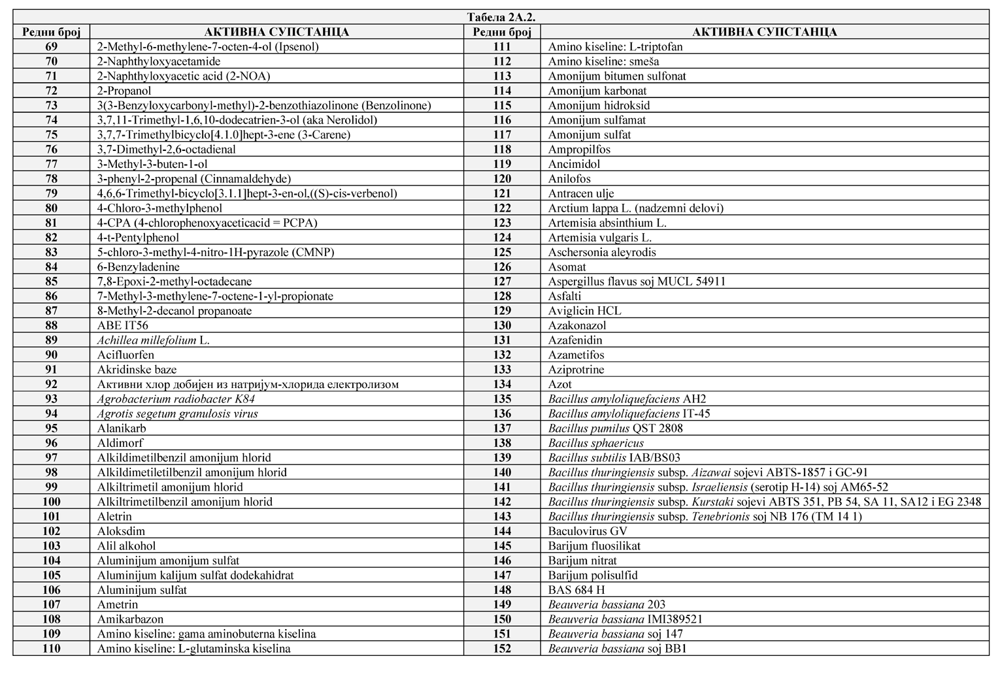 Табела 2А.2.
Редни број АКТИВНА СУПСТАНЦА Редни број АКТИВНА СУПСТАНЦА
69 2-Methyl-6-methylene-7-octen-4-ol (Ipsenol) 111 Amino kiseline: L-triptofan
70 2-Naphthyloxyacetamide 112 Amino kiseline: smeša
71 2-Naphthyloxyacetic acid (2-NOA) 113 Amonijum bitumen sulfonat
72 2-Propanol 114 Amonijum karbonat
73 3(3-Benzyloxycarbonyl-methyl)-2-benzothiazolinone (Benzolinone) 115 Amonijum hidroksid
74 3,7,11-Trimethyl-1,6,10-dodecatrien-3-ol (aka Nerolidol) 116 Amonijum sulfamat
75 3,7,7-Trimethylbicyclo[4.1.0]hept-3-ene (3-Carene) 117 Amonijum sulfat
76 3,7-Dimethyl-2,6-octadienal 118 Ampropilfos
77 3-Methyl-3-buten-1-ol 119 Ancimidol
78 3-phenyl-2-propenal (Cinnamaldehyde) 120 Anilofos
79 4,6,6-Trimethyl-bicyclo[3.1.1]hept-3-en-ol,((S)-cis-verbenol) 121 Antracen ulje
80 4-Chloro-3-methylphenol 122 Arctium lappa L. (nadzemni delovi)
81 4-CPA (4-chlorophenoxyaceticacid = PCPA) 123 Artemisia absinthium L.
82 4-t-Pentylphenol 124 Artemisia vulgaris L.
83 5-chloro-3-methyl-4-nitro-1H-pyrazole (CMNP) 125 Aschersonia aleyrodis
84 6-Benzyladenine 126 Asomat
85 7,8-Epoxi-2-methyl-octadecane 127 Aspergillus flavus soj MUCL 54911
86 7-Methyl-3-methylene-7-octene-1-yl-propionate 128 Asfalti
87 8-Methyl-2-decanol propanoate 129 Aviglicin HCL
88 ABE IT56 130 Azakonazol
89 Achillea millefolium L. 131 Azafenidin
90 Acifluorfen 132 Azametifos
91 Akridinske baze 133 Aziprotrine
92 Активни хлор добијен из натријум-хлорида електролизом 134 Azot
93 Agrobacterium radiobacter K84 135 Bacillus amyloliquefaciens AH2
94 Agrotis segetum granulosis virus 136 Bacillus amyloliquefaciens IT-45
95 Alanikarb 137 Bacillus pumilus QST 2808
96 Aldimorf 138 Bacillus sphaericus
97 Alkildimetilbenzil amonijum hlorid 139 Bacillus subtilis IAB/BS03
98 Alkildimetiletilbenzil amonijum hlorid 140 Bacillus thuringiensis subsp. Aizawai sojevi ABTS-1857 i GC-91
99 Alkiltrimetil amonijum hlorid 141 Bacillus thuringiensis subsp. Israeliensis (serotip H-14) soj AM65-52
100 Alkiltrimetilbenzil amonijum hlorid 142 Bacillus thuringiensis subsp. Kurstaki sojevi ABTS 351, PB 54, SA 11, SA12 i EG 2348
101 Aletrin 143 Bacillus thuringiensis subsp. Tenebrionis soj NB 176 (TM 14 1)
102 Aloksdim 144 Baculovirus GV
103 Alil alkohol 145 Barijum fluosilikat
104 Aluminijum amonijum sulfat 146 Barijum nitrat
105 Aluminijum kalijum sulfat dodekahidrat 147 Barijum polisulfid
106 Aluminijum sulfat 148 BAS 684 H
107 Ametrin 149 Beauveria bassiana 203
108 Amikarbazon 150 Beauveria bassiana IMI389521
109 Amino kiseline: gama aminobuterna kiselina 151 Beauveria bassiana soj 147
110 Amino kiseline: L-glutaminska kiselina 152 Beauveria bassiana soj BB1